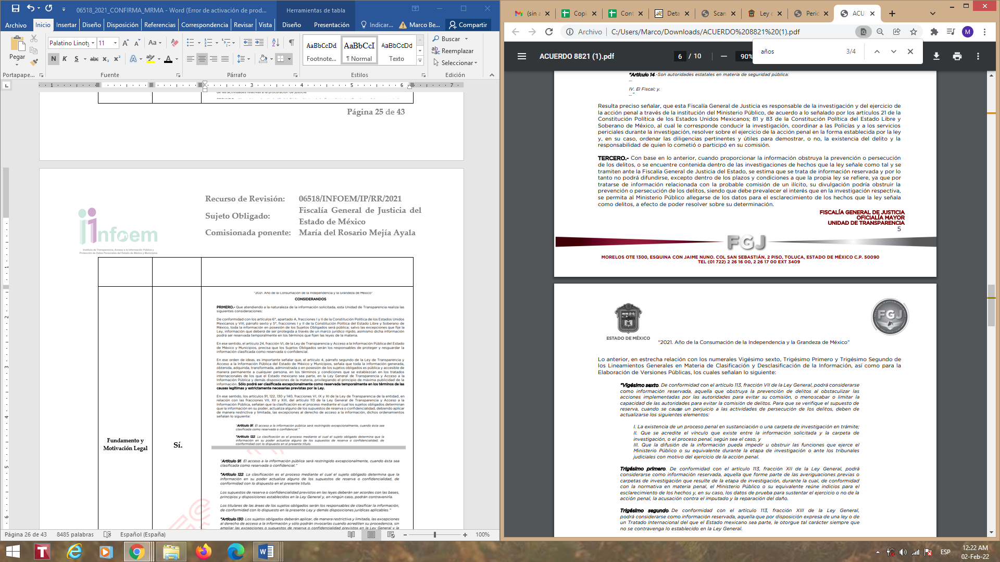 06518_2021_CONFIRMA_MRMA - Word (Error de activación de prod...
Herramientas de tabla
Archivo Inicio Insertar Diseño Disposición Referencias Correspondencia Revisar Vista Diseño Presentación Indicar... Marco Be... Compartir
Pegar
Palatino Linoty 11
N K S abc x₂ x²
AaBbCcDd AaBbCcI AaBbCcDd
Footnote... ¶ Normal Texto
Buscar
Reemplazar
Seleccionar
Portapape... Fuente Párrafo Estilos Edición
Página 25 de 43
Recurso de Revisión: 06518/INFOEM/IP/RR/2021
Sujeto Obligado: Fiscalía General de Justicia del
Estado de México
Comisionada ponente: María del Rosario Mejía Ayala
infoem
Instituto de Transparencia, Acceso a la Información Pública y
Protección de Datos Personales del Estado de México y Municipios
"2021. Año de la Consumación de la Independencia y la Grandeza de México"
CONSIDERANDOS
PRIMERO.- Que atendiendo a la naturaleza de la información solicitada, esta Unidad de Transparencia realiza las
siguientes consideraciones:
De conformidad con los artículos 6°, apartado A, fracciones I y II de la Constitución Política de los Estados Unidos
Mexicanos y VIII, párrafo sexto y 5°, fracciones I y II de la Constitución Política del Estado Libre y Soberano de
México, toda la información en posesión de los Sujetos Obligados será pública; salvo las excepciones que fije la
Ley, información que deberá de ser protegida a través de un marco jurídico rígido, asimismo dicha información
podrá ser reservada temporalmente en los términos que fijen las leyes de la materia.
En ese sentido, el artículo 24, fracción VI, de la Ley de Transparencia y Acceso a la Información Pública del Estado
de México y Municipios, precisa que los Sujetos Obligados serán los responsables de proteger y resguardar la
información clasificada como reservada o confidencial.
En ese orden de ideas, es importante señalar que, el artículo 4, párrafo segundo de la Ley de Transparencia y
Acceso a la Información Pública del Estado de México y Municipios, señala que toda la información generada,
obtenida, adquirida, transformada, administrada o en posesión de los sujetos obligados es pública y accesible de
manera permanente a cualquier persona, en los términos y condiciones que se establezcan en los tratados
internacionales de los que el Estado mexicano sea parte, en la Ley General de Transparencia y Acceso a la
Información Pública y demás disposiciones de la materia, privilegiando el principio de máxima publicidad de la
información. Sólo podrá ser clasificada excepcionalmente como reservada temporalmente en los términos de las
causas legítimas y estrictamente necesarias previstas por la Ley.
En ese sentido, los artículos 91, 122, 130 y 140, fracciones VI, IX y XI de la Ley de Transparencia de la entidad, en
relación con las fracciones VII, XII y XIII, del artículo 113 de la Ley General de Transparencia y Acceso a la
Información Pública, señalan que la clasificación es el proceso mediante el cual los sujetos obligados determinan
que la información en su poder, actualiza alguno de los supuestos de reserva o confidencialidad, debiendo aplicar
de manera restrictiva y limitada, las excepciones al derecho de acceso a la información, dichos ordenamientos
señalan lo siguiente:
"Artículo 91. El acceso a la información pública será restringido excepcionalmente, cuando ésta sea
clasificada como reservada o confidencial."
"Artículo 122. La clasificación es el proceso mediante el cual el sujeto obligado determina que la
información en su poder actualiza alguno de los supuestos de reserva o confidencialidad, de
conformidad con lo dispuesto en el presente título.
Fundamento y
Motivación Legal
Sí.
"Artículo 91. El acceso a la información pública será restringido excepcionalmente, cuando ésta sea
clasificada como reservada o confidencial."
"Artículo 122. La clasificación es el proceso mediante el cual el sujeto obligado determina que la
información en su poder actualiza alguno de los supuestos de reserva o confidencialidad, de
conformidad con lo dispuesto en el presente título.
Los supuestos de reserva o confidencialidad previstos en las leyes deberán ser acordes con las bases,
principios y disposiciones establecidos en la Ley General y, en ningún caso, podrán contravenirla.
Los titulares de las áreas de los sujetos obligados serán los responsables de clasificar la información,
de conformidad con lo dispuesto en la presente Ley y demás disposiciones jurídicas aplicables."
"Artículo 130. Los sujetos obligados deberán aplicar, de manera restrictiva y limitada, las excepciones
al derecho de acceso a la información y sólo podrán invocarlas cuando acrediten su procedencia, sin
ampliar las excepciones o supuestos de reserva o confidencialidad previstos en la Ley General y la
Página 26 de 43 8485 palabras Español (España) 100%
(sin a Copi Cont Deta Scan Ley c Perió ACU
Archivo C:/Users/Marco/Downloads/ACUERDO%208821%20(1).pdf
años 3/4
ACUERDO 8821 (1).pdf 6 / 10 90%
"Artículo 14.-Son autoridades estatales en materia de seguridad pública:
...
IV. El Fiscal; y.
..."
Resulta preciso señalar, que esta Fiscalía General de Justicia es responsable de la investigación y del ejercicio de
la acción penal a través de la institución del Ministerio Público, de acuerdo a lo señalado por los artículos 21 de la
Constitución Política de los Estados Unidos Mexicanos; 81 y 83 de la Constitución Política del Estado Libre y
Soberano de México, al cual le corresponde conducir la investigación, coordinar a las Policías y a los servicios
periciales durante la investigación, resolver sobre el ejercicio de la acción penal en la forma establecida por la ley
y, en su caso, ordenar las diligencias pertinentes y útiles para demostrar, o no, la existencia del delito y la
responsabilidad de quien lo cometió o participó en su comisión.
TERCERO.- Con base en lo anterior, cuando proporcionar la información obstruya la prevención o persecución
de los delitos, o se encuentre contenida dentro de las investigaciones de hechos que la ley señale como tal y se
tramiten ante la Fiscalía General de Justicia del Estado, se estima que se trata de información reservada y por lo
tanto no podrá difundirse, excepto dentro de los plazos y condiciones a que la propia ley se refiere, ya que por
tratarse de información relacionada con la probable comisión de un ilícito, su divulgación podría obstruir la
prevención o persecución de los delitos, siendo que debe prevalecer el interés que en la investigación respectiva,
se permita al Ministerio Público allegarse de los datos para el esclarecimiento de los hechos que la ley señala
como delitos, a efecto de poder resolver sobre su determinación.
FISCALÍA GENERAL DE JUSTICIA
OFICIALÍA MAYOR
UNIDAD DE TRANSPARENCIA
5
FGJ
MORELOS OTE 1300, ESQUINA CON JAIME NUNO. COL SAN SEBASTIÁN, 2 PISO, TOLUCA, ESTADO DE MÉXICO C.P. 50090
TEL (01 722) 2 26 16 00, 2 26 17 00 EXT 3409
ESTADO DE MÉXICO
FGJ
"2021. Año de la Consumación de la Independencia y la Grandeza de México"
Lo anterior, en estrecha relación con los numerales Vigésimo sexto, Trigésimo Primero y Trigésimo Segundo de
los Lineamientos Generales en Materia de Clasificación y Desclasificación de la Información, así como para la
Elaboración de Versiones Públicas, los cuales señalan lo siguiente:
"Vigésimo sexto. De conformidad con el artículo 113, fracción VII de la Ley General, podrá considerarse
como información reservada, aquella que obstruya la prevención de delitos al obstaculizar las
acciones implementadas por las autoridades para evitar su comisión, o menoscabar o limitar la
capacidad de las autoridades para evitar la comisión de delitos. Para que se verifique el supuesto de
reserva, cuando se cause un perjuicio a las actividades de persecución de los delitos, deben de
actualizarse los siguientes elementos:
I. La existencia de un proceso penal en sustanciación o una carpeta de investigación en trámite;
II. Que se acredite el vínculo que existe entre la información solicitada y la carpeta de
investigación, o el proceso penal, según sea el caso, y
III. Que la difusión de la información pueda impedir u obstruir las funciones que ejerce el
Ministerio Público o su equivalente durante la etapa de investigación o ante los tribunales
judiciales con motivo del ejercicio de la acción penal.
Trigésimo primero. De conformidad con el artículo 113, fracción XII de la Ley General, podrá
considerarse como información reservada, aquella que forme parte de las averiguaciones previas o
carpetas de investigación que resulte de la etapa de investigación, durante la cual, de conformidad
con la normativa en materia penal, el Ministerio Público o su equivalente reúne indicios para el
esclarecimiento de los hechos y, en su caso, los datos de prueba para sustentar el ejercicio o no de la
acción penal, la acusación contra el imputado y la reparación del daño.
Trigésimo segundo. De conformidad con el artículo 113, fracción XIII de la Ley General,
podrá considerarse como información reservada, aquella que por disposición expresa de una ley o de
un Tratado Internacional del que el Estado mexicano sea parte, le otorgue tal carácter siempre que
no se contravenga lo establecido en la Ley General.
ESP 12:22 AM
02-Feb-22